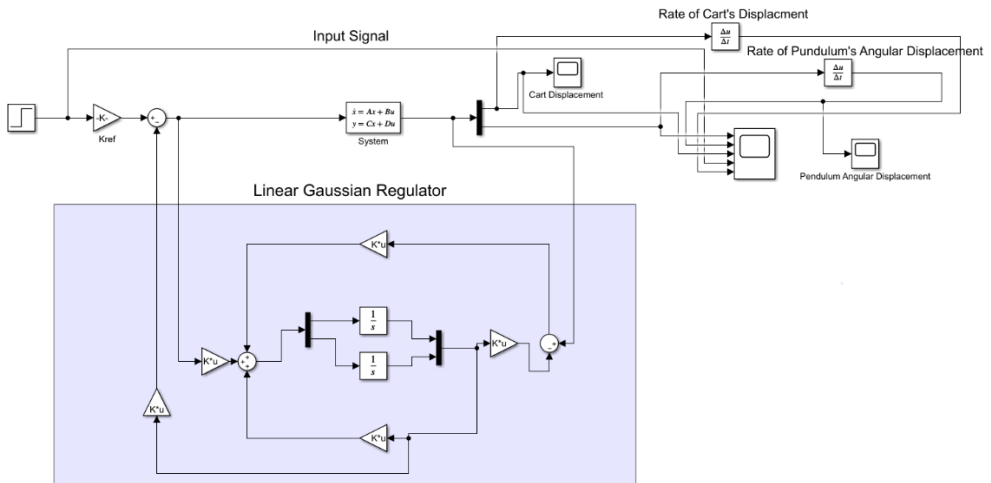 Rate of Cart's Displacment
Input Signal
Δu
Δt
Rate of Pundulum's Angular Displacement
Δu
Δt
Cart Displacement
-K-
Kref
+
−
ẋ = Ax + Bu
y = Cx + Du
System
Pendulum Angular Displacement
Linear Gaussian Regulator
K*u
1
s
K*u
+
+
+
K*u
−
+
1
s
K*u
K*u